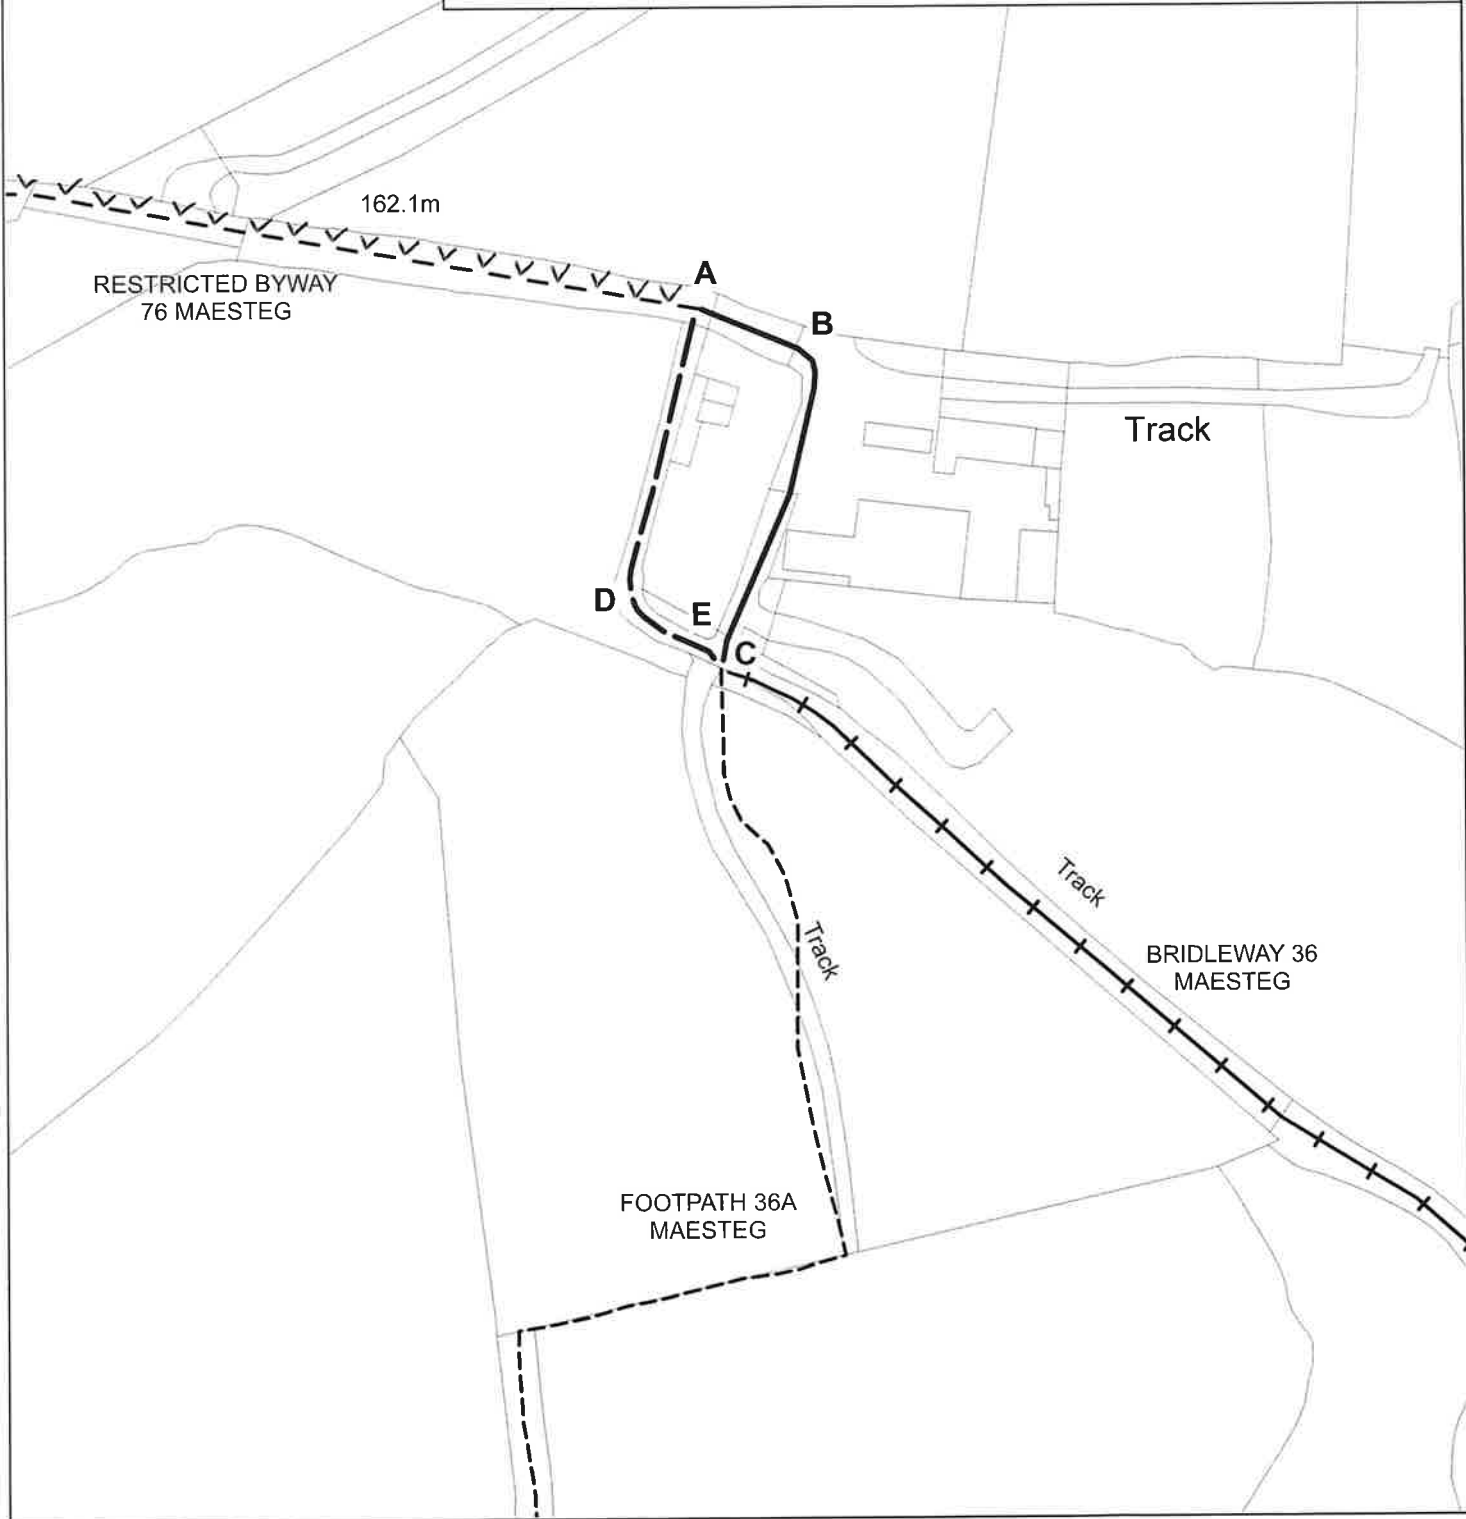 162.1m
A
RESTRICTED BYWAY
76 MAESTEG
B
Track
D
E
C
Track
Track
BRIDLEWAY 36
MAESTEG
FOOTPATH 36A
MAESTEG